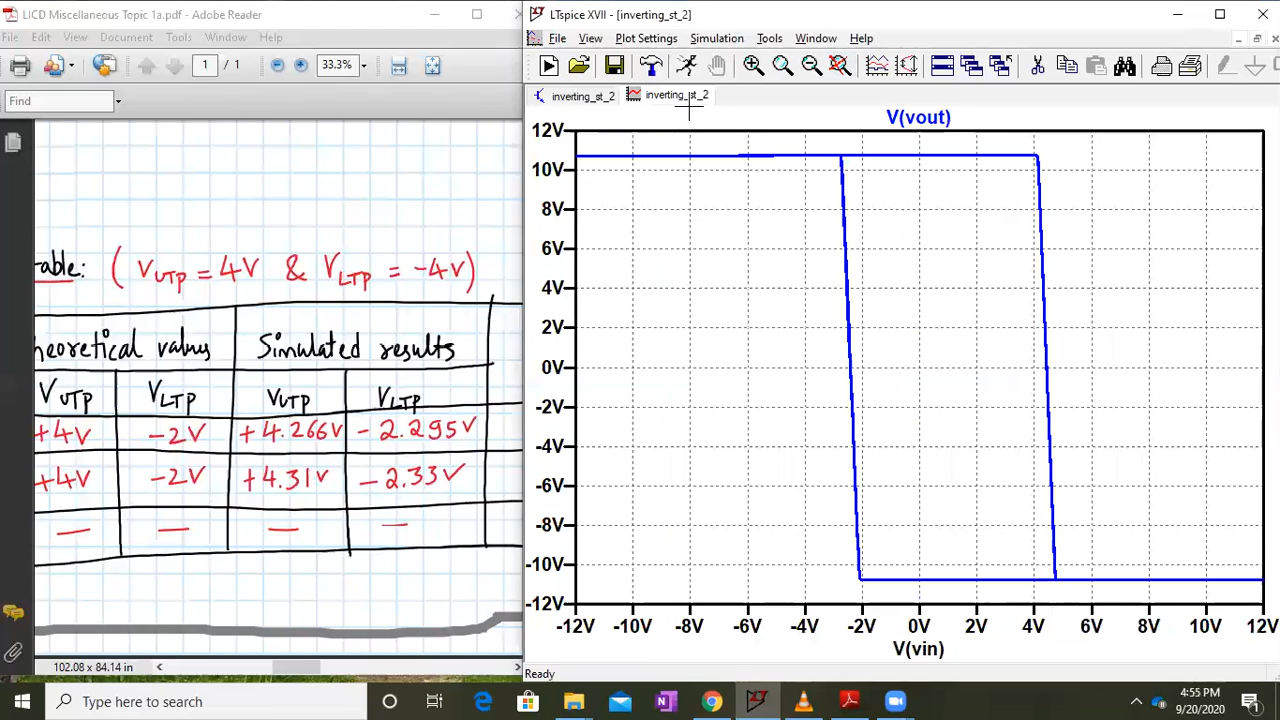 LICD Miscellaneous Topic 1a.pdf - Adobe Reader
File Edit View Document Tools Window Help
1 / 1 33.3%
Find
table: ( VUTP = 4V & VLTP = -4V)
heoretical values Simulated results
VUTP VLTP VUTP VLTP
+4V -2V +4.266V -2.295V
+4V -2V +4.31V -2.33V
— — — —
102.08 x 84.14 in
LTspice XVII - [inverting_st_2]
File View Plot Settings Simulation Tools Window Help
inverting_st_2 inverting_st_2
V(vout)
12V
10V
8V
6V
4V
2V
0V
-2V
-4V
-6V
-8V
-10V
-12V
-12V -10V -8V -6V -4V -2V 0V 2V 4V 6V 8V 10V 12V
V(vin)
Ready
Type here to search
4:55 PM
9/20/2020
1